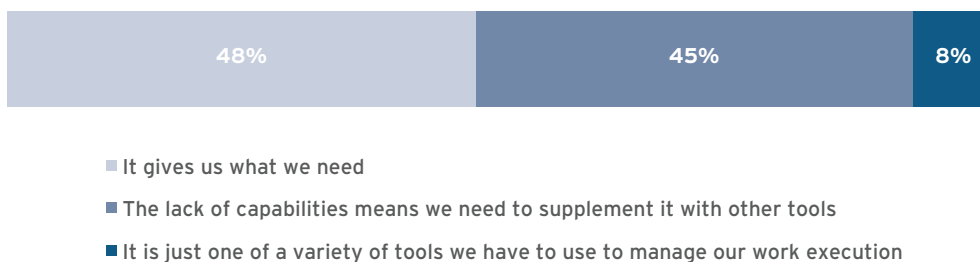 48% 45% 8%
It gives us what we need
The lack of capabilities means we need to supplement it with other tools
It is just one of a variety of tools we have to use to manage our work execution